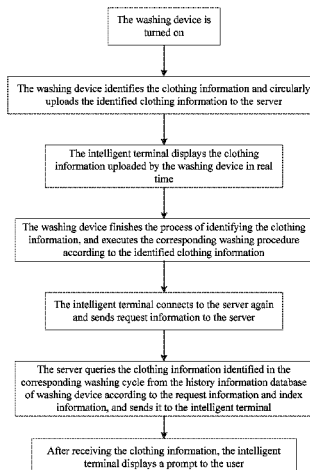 The washing device is
turned on
The washing device identifies the clothing information and circularly
uploads the identified clothing information to the server
The intelligent terminal displays the clothing
information uploaded by the washing device in real
time
The washing device finishes the process of identifying the clothing
information, and executes the corresponding washing procedure
according to the identified clothing information
The intelligent terminal connects to the server again
and sends request information to the server
The server queries the clothing information identified in the
corresponding washing cycle from the history information database
of washing device according to the request information and index
information, and sends it to the intelligent terminal
After receiving the clothing information, the intelligent
terminal displays a prompt to the user